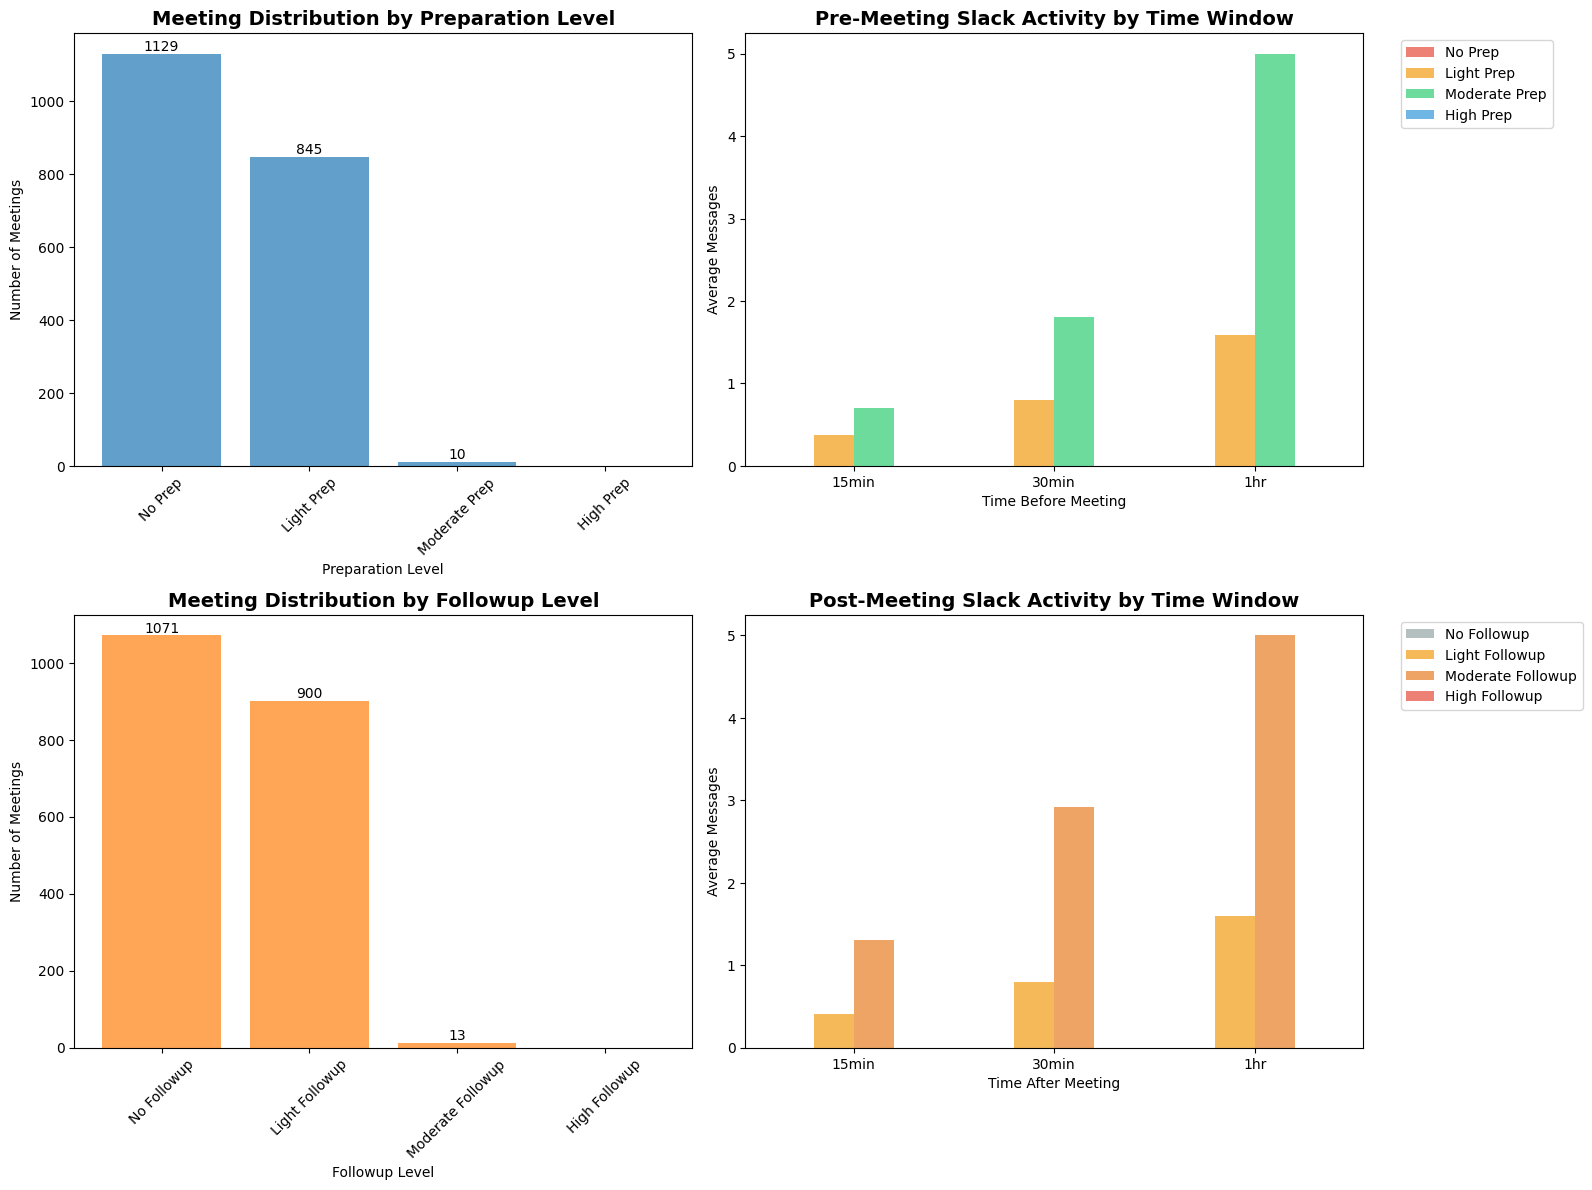 Meeting Distribution by Preparation Level
Number of Meetings
1000
800
600
400
200
0
1129
845
10
No Prep
Light Prep
Moderate Prep
High Prep
Preparation Level
Pre-Meeting Slack Activity by Time Window
Average Messages
5
4
3
2
1
0
15min
30min
1hr
Time Before Meeting
No Prep
Light Prep
Moderate Prep
High Prep
Meeting Distribution by Followup Level
Number of Meetings
1000
800
600
400
200
0
1071
900
13
No Followup
Light Followup
Moderate Followup
High Followup
Followup Level
Post-Meeting Slack Activity by Time Window
Average Messages
5
4
3
2
1
0
15min
30min
1hr
Time After Meeting
No Followup
Light Followup
Moderate Followup
High Followup